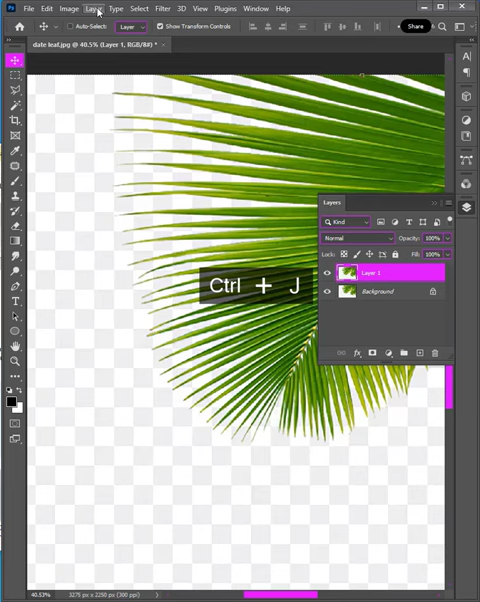 File Edit Image Layer Type Select Filter 3D View Plugins Window Help
Auto-Select: Layer Show Transform Controls Share
date leaf.jpg @ 40.5% (Layer 1, RGB/8#) *
Layers
Kind
Normal Opacity: 100%
Lock: Fill: 100%
Layer 1
Ctrl + J
Background
40.53% 3275 px x 2250 px (300 ppi)